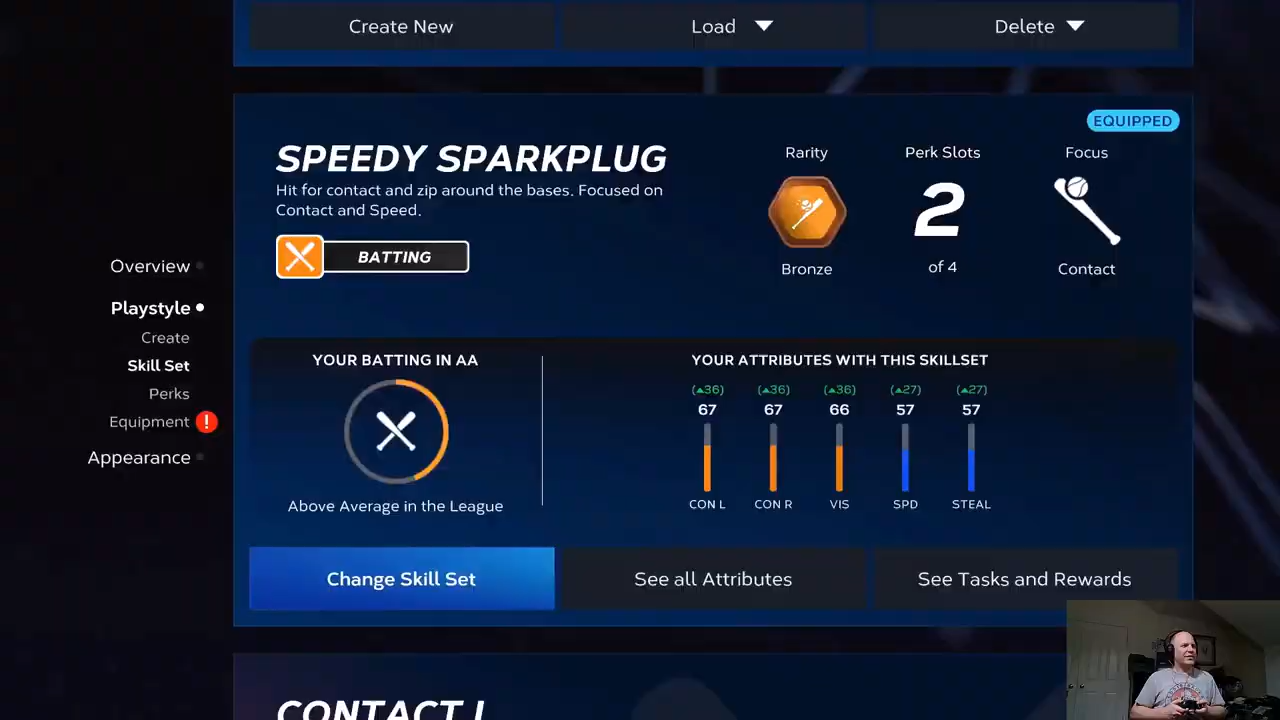 Create New
Load
Delete
EQUIPPED
SPEEDY SPARKPLUG
Hit for contact and zip around the bases. Focused on
Contact and Speed.
BATTING
Rarity
Bronze
Perk Slots
2
of 4
Focus
Contact
Overview
Playstyle
Create
Skill Set
Perks
Equipment !
Appearance
YOUR BATTING IN AA
Above Average in the League
YOUR ATTRIBUTES WITH THIS SKILLSET
(▲36) (▲36) (▲36) (▲27) (▲27)
67 67 66 57 57
CON L CON R VIS SPD STEAL
Change Skill Set
See all Attributes
See Tasks and Rewards
CONTACT I